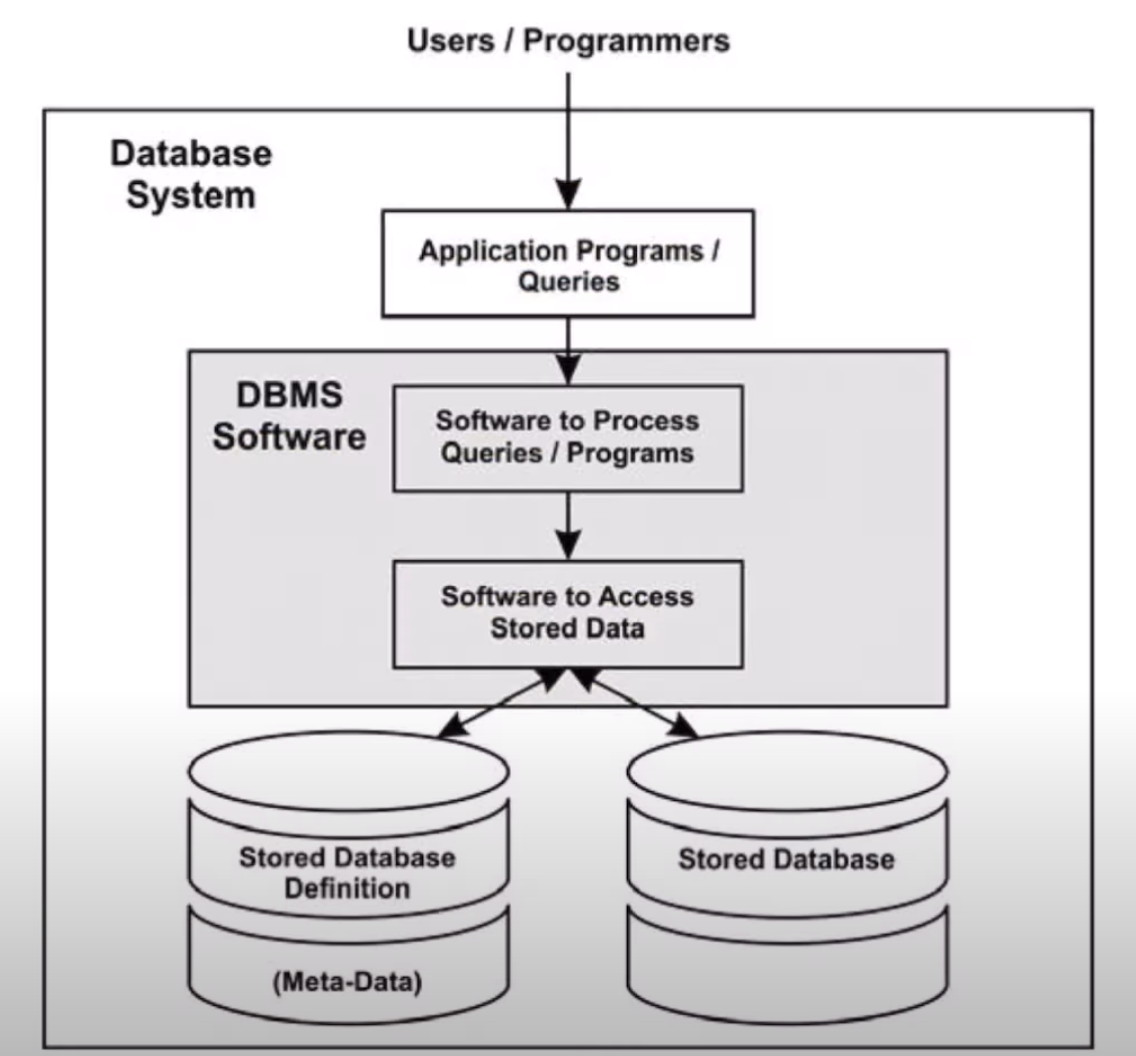 Users / Programmers
Database
System
Application Programs /
Queries
DBMS
Software
Software to Process
Queries / Programs
Software to Access
Stored Data
Stored Database
Definition
(Meta-Data)
Stored Database